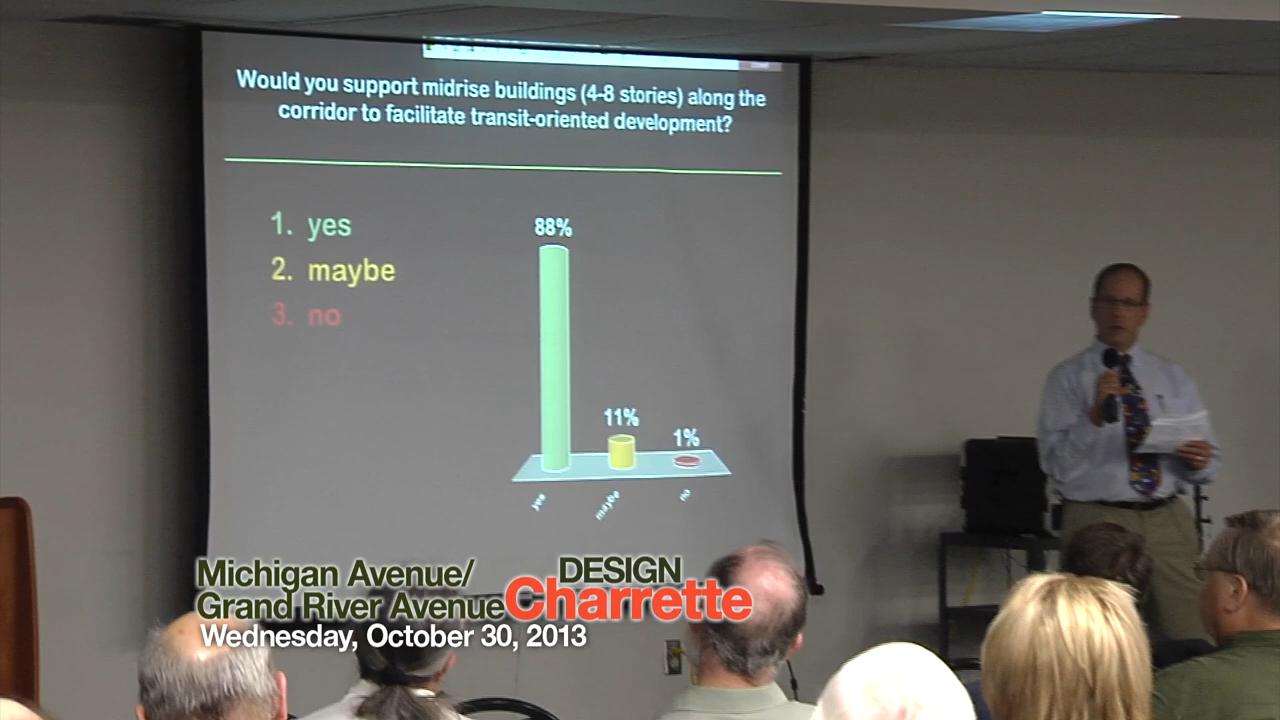 Would you support midrise buildings (4-8 stories) along the
corridor to facilitate transit-oriented development?
1. yes
2. maybe
3. no
88%
11%
1%
yes
maybe
no
Michigan Avenue/
Grand River Avenue
DESIGN
Charrette
Wednesday, October 30, 2013